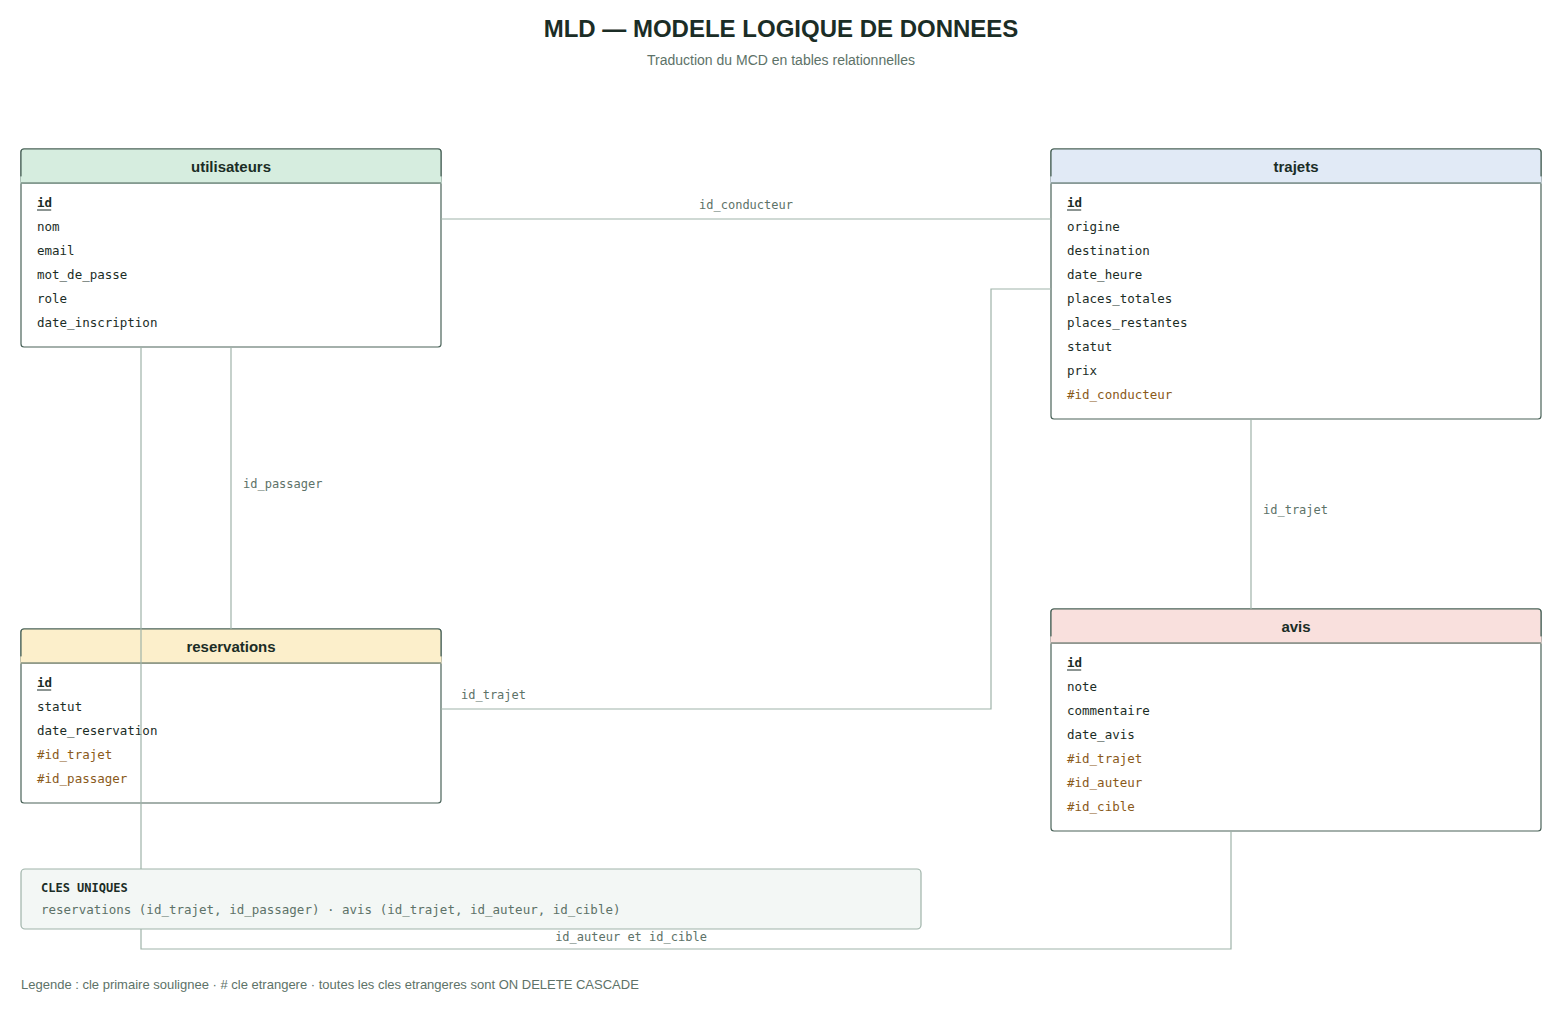 MLD — MODELE LOGIQUE DE DONNEES
Traduction du MCD en tables relationnelles
utilisateurs
id
nom
email
mot_de_passe
role
date_inscription
id_conducteur
trajets
id
origine
destination
date_heure
places_totales
places_restantes
statut
prix
#id_conducteur
id_passager
id_trajet
reservations
id
statut
date_reservation
#id_trajet
#id_passager
id_trajet
avis
id
note
commentaire
date_avis
#id_trajet
#id_auteur
#id_cible
CLES UNIQUES
reservations (id_trajet, id_passager) · avis (id_trajet, id_auteur, id_cible)
id_auteur et id_cible
Legende : cle primaire soulignee · # cle etrangere · toutes les cles etrangeres sont ON DELETE CASCADE